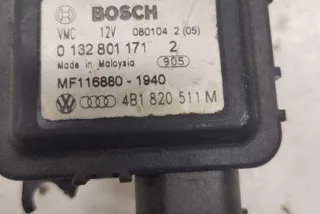 BOSCH
VMC 12V 080104 2 (05)
0 132 801 171 2
Made in Malaysia 905
MF116880-1940
4B1 820 511 M